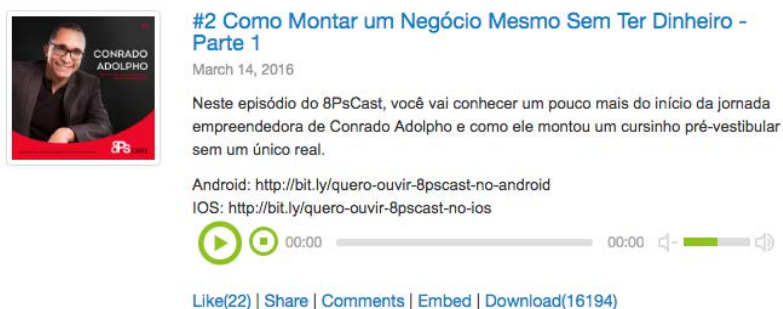 CONRADO
ADOLPHO
8Ps CAST
#2 Como Montar um Negócio Mesmo Sem Ter Dinheiro -
Parte 1
March 14, 2016
Neste episódio do 8PsCast, você vai conhecer um pouco mais do início da jornada
empreendedora de Conrado Adolpho e como ele montou um cursinho pré-vestibular
sem um único real.
Android: http://bit.ly/quero-ouvir-8pscast-no-android
IOS: http://bit.ly/quero-ouvir-8pscast-no-ios
00:00 00:00
Like(22) | Share | Comments | Embed | Download(16194)